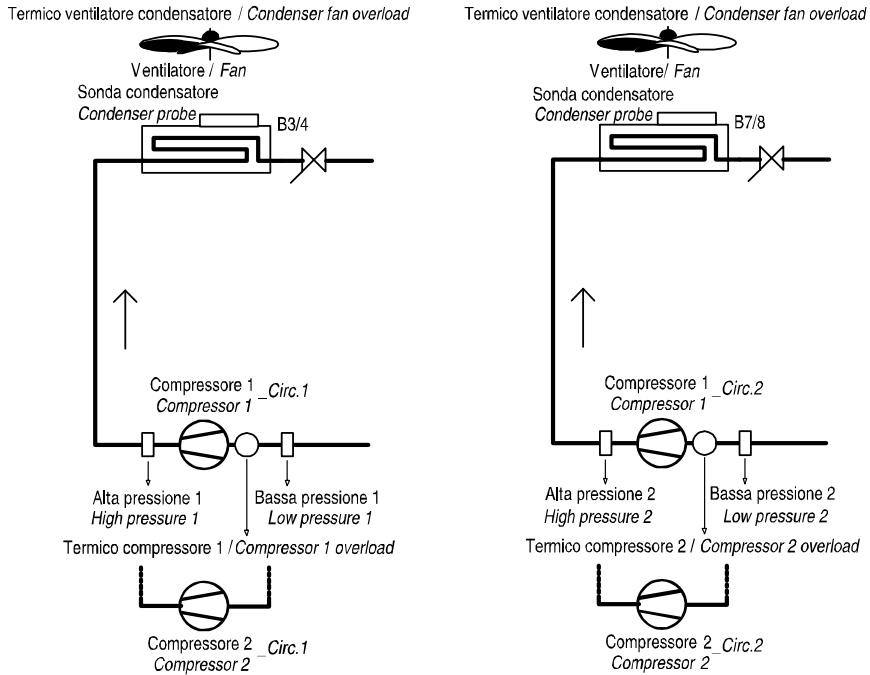 Termico ventilatore condensatore / Condenser fan overload
Ventilatore / Fan
Sonda condensatore
Condenser probe
B3/4
Compressore 1
Compressor 1
_Circ.1
Alta pressione 1
High pressure 1
Bassa pressione 1
Low pressure 1
Termico compressore 1 / Compressor 1 overload
Compressore 2
Compressor 2
_Circ.1
Termico ventilatore condensatore / Condenser fan overload
Ventilatore/ Fan
Sonda condensatore
Condenser probe
B7/8
Compressore 1
Compressor 1
_Circ.2
Alta pressione 2
High pressure 2
Bassa pressione 2
Low pressure 2
Termico compressore 2 / Compressor 2 overload
Compressore 2
Compressor 2
_Circ.2